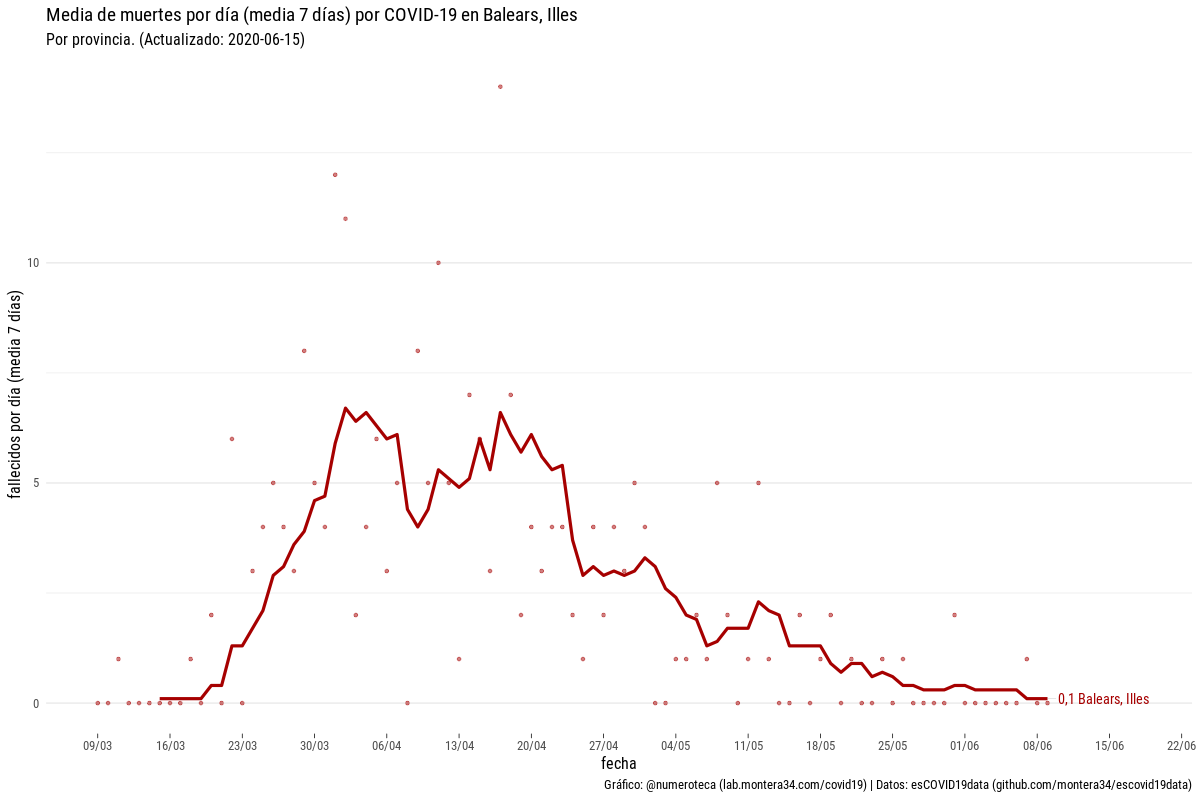 Media de muertes por día (media 7 días) por COVID-19 en Balears, Illes
Por provincia. (Actualizado: 2020-06-15)
fallecidos por día (media 7 días)
10
5
0
0,1 Balears, Illes
09/03 16/03 23/03 30/03 06/04 13/04 20/04 27/04 04/05 11/05 18/05 25/05 01/06 08/06 15/06 22/06
fecha
Gráfico: @numeroteca (lab.montera34.com/covid19) | Datos: esCOVID19data (github.com/montera34/escovid19data)